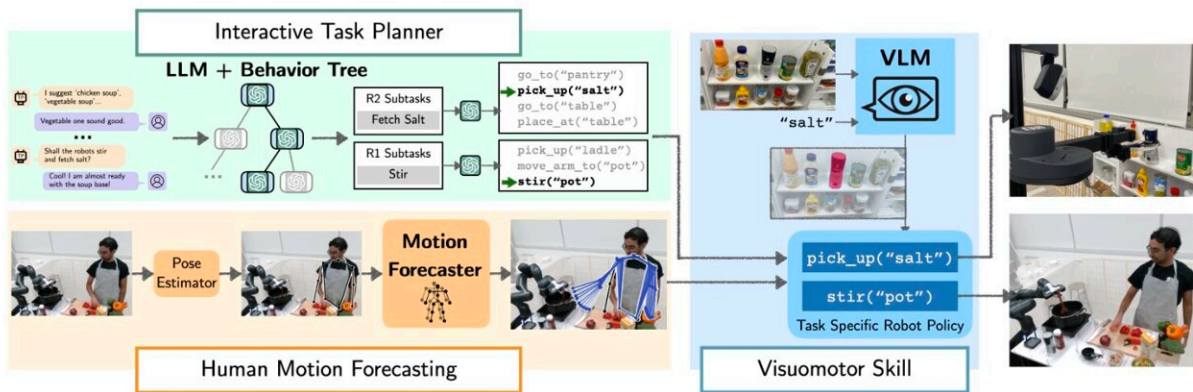 Interactive Task Planner
LLM + Behavior Tree
I suggest 'chicken soup',
'vegetable soup'...
Vegetable one sound good.
•••
Shall the robots stir
and fetch salt?
Cool! I am almost ready
with the soup base!
...
R2 Subtasks
Fetch Salt
R1 Subtasks
Stir
go_to("pantry")
pick_up("salt")
go_to("table")
place_at("table")
pick_up("ladle")
move_arm_to("pot")
stir("pot")
Pose
Estimator
Motion
Forecaster
Human Motion Forecasting
VLM
"salt"
pick_up("salt")
stir("pot")
Task Specific Robot Policy
Visuomotor Skill